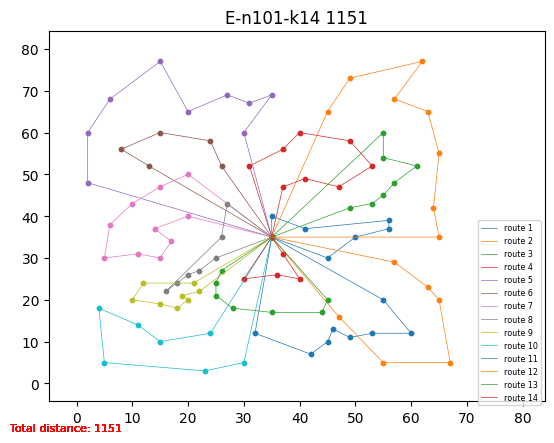 E-n101-k14 1151
80
70
60
50
40
30
20
10
0
route 1
route 2
route 3
route 4
route 5
route 6
route 7
route 8
route 9
route 10
route 11
route 12
route 13
route 14
0 10 20 30 40 50 60 70 80
Total distance: 1151